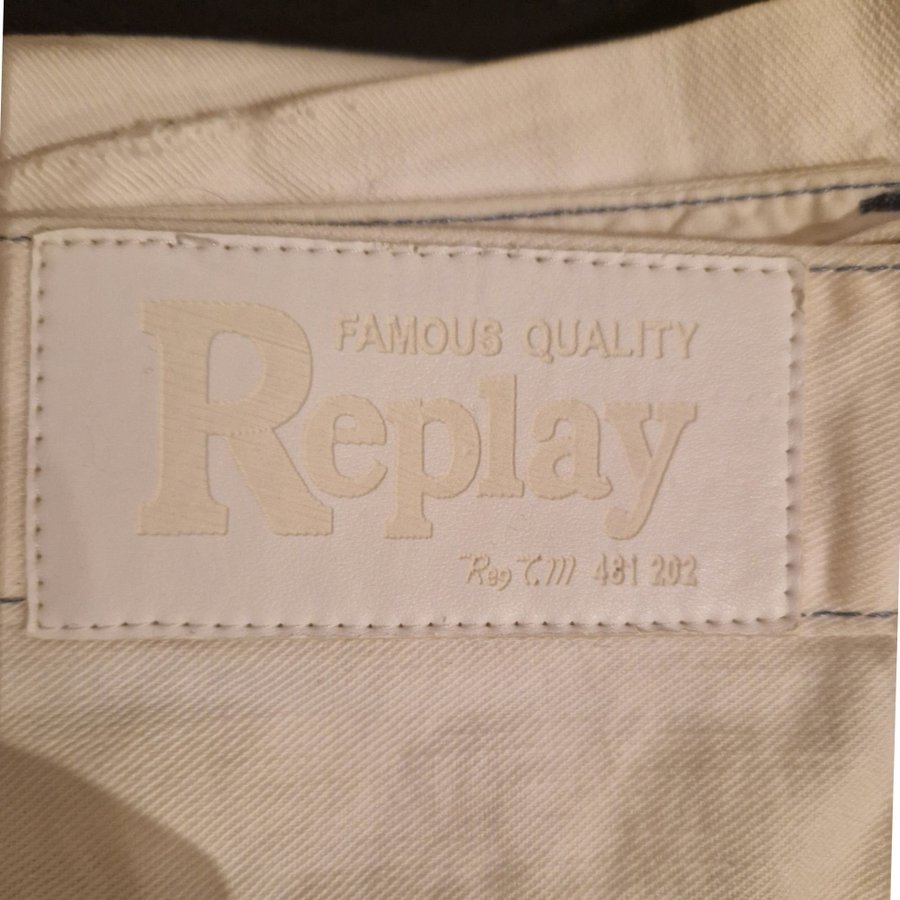 FAMOUS QUALITY
Replay
Reg TM 481 202